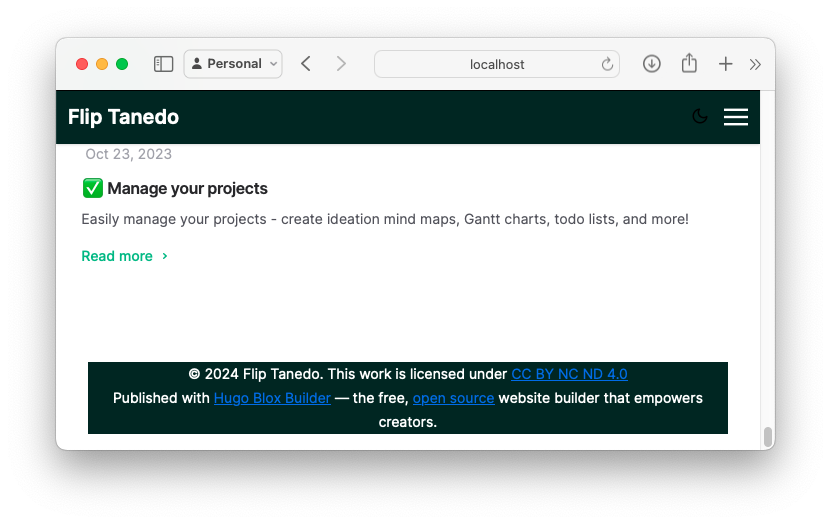 Personal
localhost
Flip Tanedo
Oct 23, 2023
✅ Manage your projects
Easily manage your projects - create ideation mind maps, Gantt charts, todo lists, and more!
Read more ›
© 2024 Flip Tanedo. This work is licensed under CC BY NC ND 4.0
Published with Hugo Blox Builder — the free, open source website builder that empowers
creators.